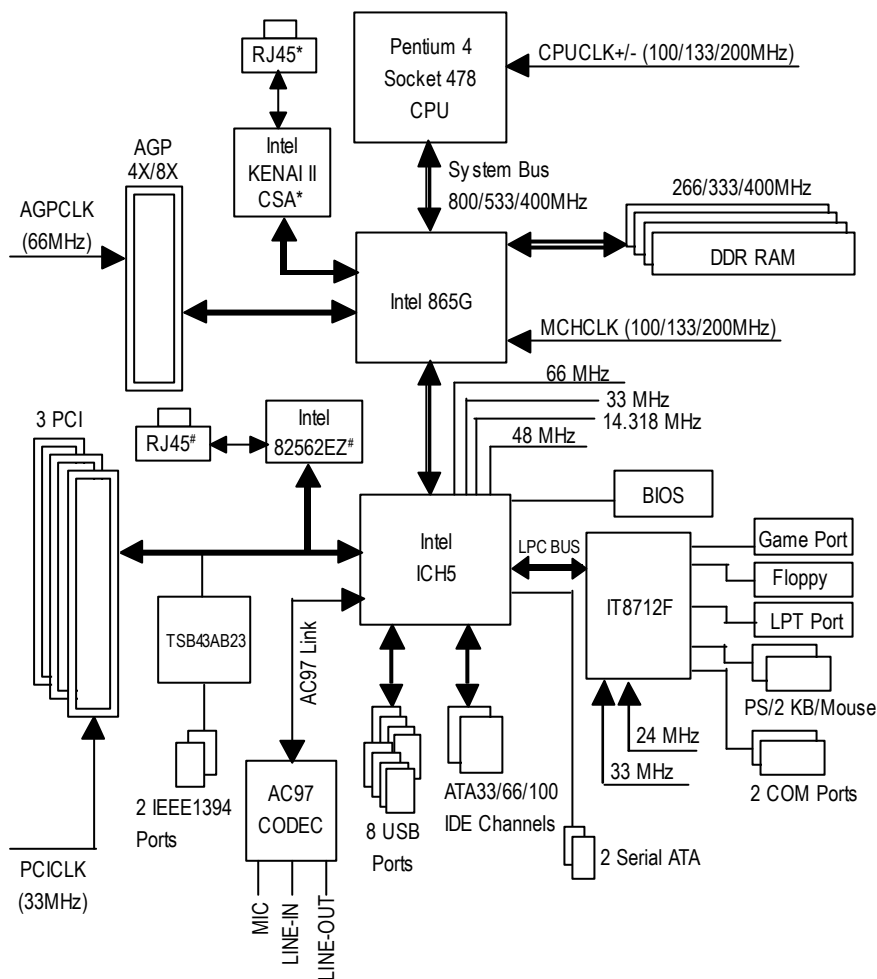 RJ45*
Pentium 4
Socket 478
CPU
CPUCLK+/- (100/133/200MHz)
Intel
KENAI II
CSA*
AGP
4X/8X
System Bus
800/533/400MHz
266/333/400MHz
DDR RAM
AGPCLK
(66MHz)
Intel 865G
MCHCLK (100/133/200MHz)
66 MHz
33 MHz
14.318 MHz
48 MHz
3 PCI
RJ45#
Intel
82562EZ#
BIOS
Intel
ICH5
LPC BUS
IT8712F
Game Port
Floppy
LPT Port
PS/2 KB/Mouse
2 COM Ports
24 MHz
33 MHz
TSB43AB23
AC97 Link
2 IEEE1394
Ports
AC97
CODEC
8 USB
Ports
ATA33/66/100
IDE Channels
2 Serial ATA
PCICLK
(33MHz)
MIC
LINE-IN
LINE-OUT